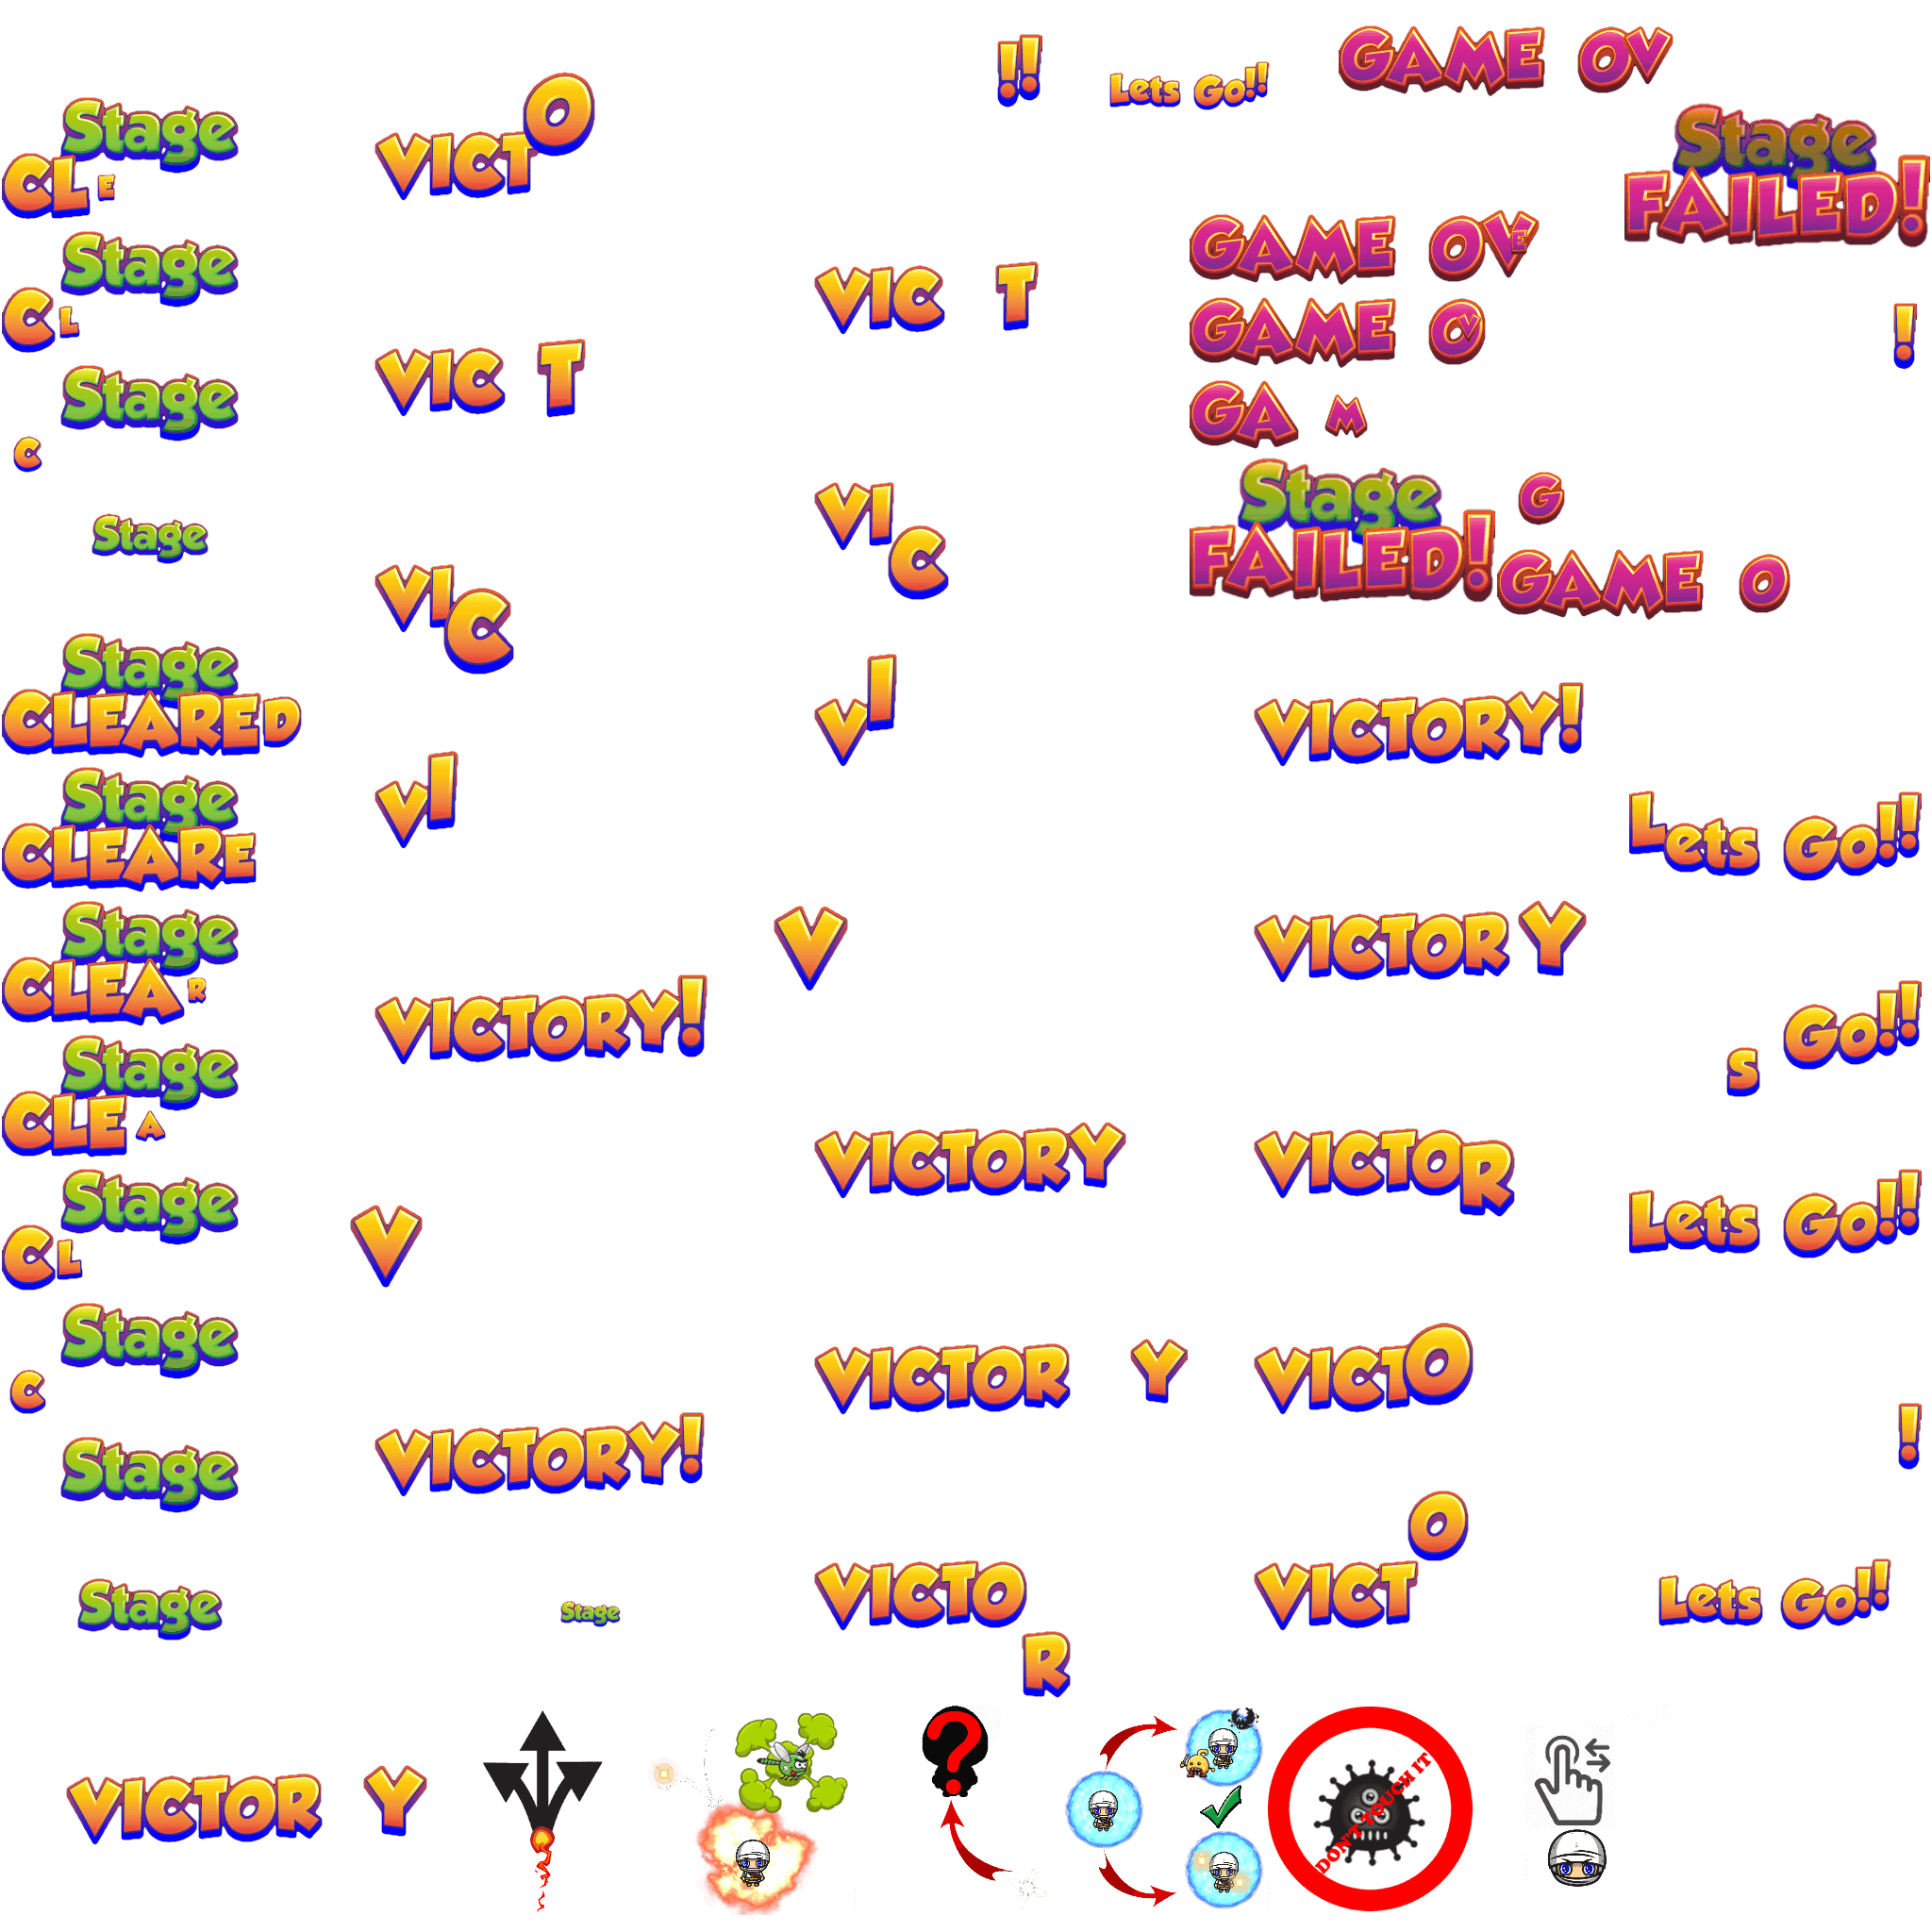 Stage
CL E
Stage
C L
Stage
C
Stage
Stage
CLEARED
Stage
CLEARE
Stage
CLEA R
Stage
CLE A
Stage
CL
Stage
C
Stage
Stage
VICTOR Y
VICTO
VIC T
VIC
VI
VICTORY!
V
VICTORY!
Stage
!!
VIC T
VIC
VI
V
VICTORY
VICTOR Y
VICTO
R
Lets Go!!
GAME OV
Stage
FAILED!
GAME OVE
GAME OV
GA M
!
Stage
FAILED!
G
GAME O
VICTORY!
VICTORY
VICTOR
VICTO
VICT O
Lets Go!!
s Go!!
Lets Go!!
!
Lets Go!!
?
DON'T TOUCH IT